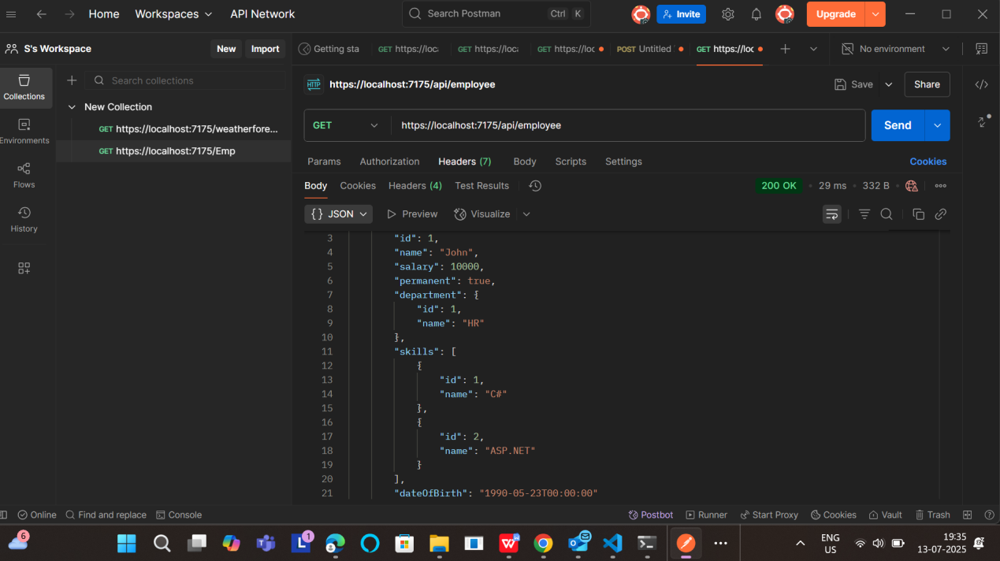 Home Workspaces API Network Search Postman Ctrl K Invite Upgrade
S's Workspace New Import Getting sta GET https://loc GET https://loc GET https://loc POST Untitled GET https://loc No environment
Search collections
Collections
New Collection
GET https://localhost:7175/weatherfore...
GET https://localhost:7175/Emp
Environments
Flows
History
HTTP https://localhost:7175/api/employee Save Share
GET https://localhost:7175/api/employee Send
Params Authorization Headers (7) Body Scripts Settings Cookies
Body Cookies Headers (4) Test Results 200 OK • 29 ms • 332 B
{} JSON Preview Visualize
3 "id": 1,
4 "name": "John",
5 "salary": 10000,
6 "permanent": true,
7 "department": {
8 "id": 1,
9 "name": "HR"
10 },
11 "skills": [
12 {
13 "id": 1,
14 "name": "C#"
15 },
16 {
17 "id": 2,
18 "name": "ASP.NET"
19 }
20 ],
21 "dateOfBirth": "1990-05-23T00:00:00"
Online Find and replace Console Postbot Runner Start Proxy Cookies Vault Trash
6 L 1 W ENG 19:35
US 13-07-2025